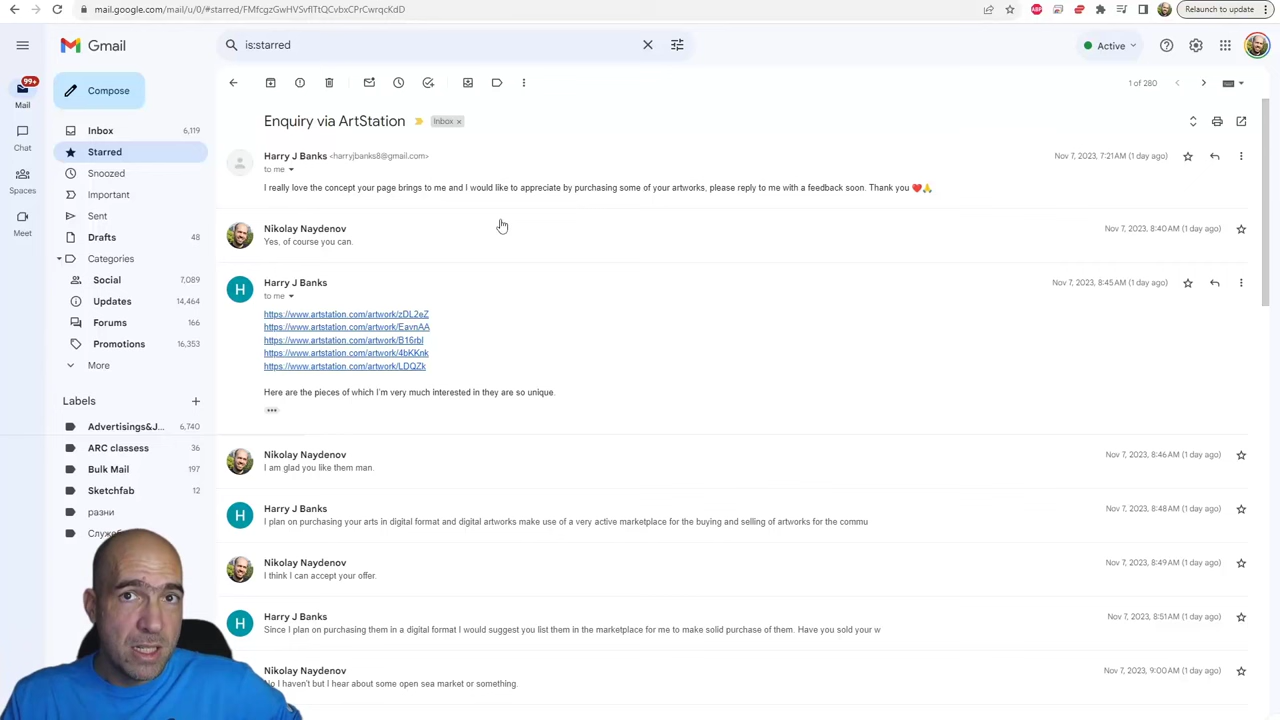 mail.google.com/mail/u/0/#starred/FMfcgzGwHVSvflTtQCvbxCPrCwrqcKdD
ABP
Relaunch to update
Gmail
is:starred
Active
99+
Mail
Chat
Spaces
Meet
Compose
Inbox 6,119
Starred
Snoozed
Important
Sent
Drafts 48
Categories
Social 7,089
Updates 14,464
Forums 166
Promotions 16,353
More
Labels
Advertisings&J... 6,740
ARC classess 36
Bulk Mail 197
Sketchfab 12
разни
Служеб
1 of 280
Enquiry via ArtStation Inbox ×
Harry J Banks <harryjbanks8@gmail.com> Nov 7, 2023, 7:21 AM (1 day ago)
to me
I really love the concept your page brings to me and I would like to appreciate by purchasing some of your artworks, please reply to me with a feedback soon. Thank you ❤️🙏
Nikolay Naydenov Nov 7, 2023, 8:40 AM (1 day ago)
Yes, of course you can.
Harry J Banks Nov 7, 2023, 8:45 AM (1 day ago)
to me
https://www.artstation.com/artwork/zDL2eZ
https://www.artstation.com/artwork/EavnAA
https://www.artstation.com/artwork/B16rbl
https://www.artstation.com/artwork/4bKKnk
https://www.artstation.com/artwork/LDQZk
Here are the pieces of which I'm very much interested in they are so unique.
Nikolay Naydenov Nov 7, 2023, 8:46 AM (1 day ago)
I am glad you like them man.
H Harry J Banks Nov 7, 2023, 8:48 AM (1 day ago)
I plan on purchasing your arts in digital format and digital artworks make use of a very active marketplace for the buying and selling of artworks for the commu
Nikolay Naydenov Nov 7, 2023, 8:49 AM (1 day ago)
I think I can accept your offer.
H Harry J Banks Nov 7, 2023, 8:51 AM (1 day ago)
Since I plan on purchasing them in a digital format I would suggest you list them in the marketplace for me to make solid purchase of them. Have you sold your w
Nikolay Naydenov Nov 7, 2023, 9:00 AM (1 day ago)
No I haven't but I hear about some open sea market or something.